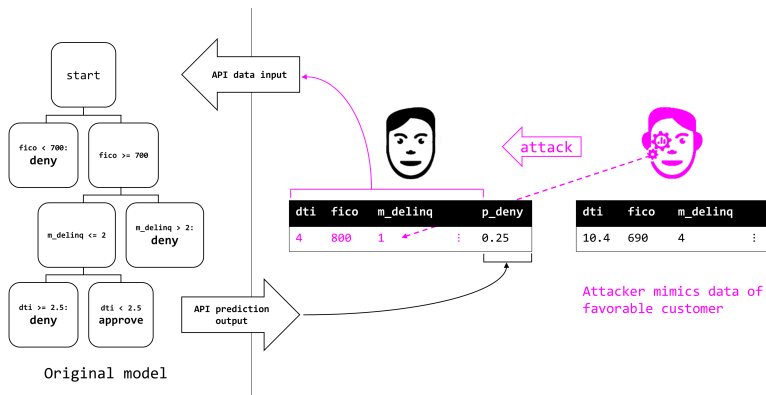 start
API data input
fico < 700:
deny
fico >= 700
attack
m_delinq <= 2
m_delinq > 2:
deny
dti fico m_delinq p_deny
4 800 1 ⋮ 0.25
dti fico m_delinq
10.4 690 4 ⋮
dti >= 2.5:
deny
dti < 2.5
approve
API prediction
output
Attacker mimics data of
favorable customer
Original model